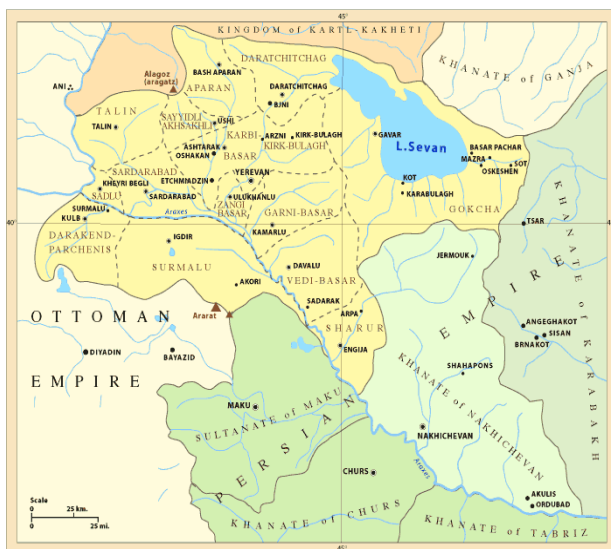 45°
KINGDOM of KARTL-KAKHETI
DARATCHITCHAG
KHANATE of GANJA
Alagoz
(aragatz)
BASH APARAN
APARAN
DARATCHITCHAG
ANI
BJNI
TALIN
SAYYIDLI
AKHSAKHLI
USHI
TALIN
KARBI-
BASAR
ARZNI
KIRK-BULAGH
KIRK-BULAGH
GAVAR
ASHTARAK
OSHAKAN
L.Sevan
BASAR PACHAR
MAZRA
SOT
OSKESHEN
SARDARABAD
ETCHMIADZIN
YEREVAN
KHEYRI BEGLI
KOT
SADLU
SARDARABAD
ULUKHANLU
KARABULAGH
ZANGI
BASAR
SURMALU
GARNI-BASAR
GOKCHA
40°
KULB
Araxes
KAMARLU
TSAR
4
DARAKEND-
PARCHENIS
IGDIR
SURMALU
DAVALU
JERMOUK
VEDI-BASAR
AKORI
SADARAK
ARPA
Ararat
SHARUR
OTTOMAN
EMPIRE
ANGEGHAKOT
SISAN
BRNAKOT
ENGIJA
DIYADIN
BAYAZID
KHANATE of KARABAKH
EMPIRE
SHAHAPONS
MAKU
SULTANATE of MAKU
KHANATE of NAKHICHEVAN
NAKHICHEVAN
PERSIAN
CHURS
Araxes
AKULIS
ORDUBAD
Scale
0 25 km.
0 25 mi.
KHANATE of CHURS
KHANATE of TABRIZ
45°